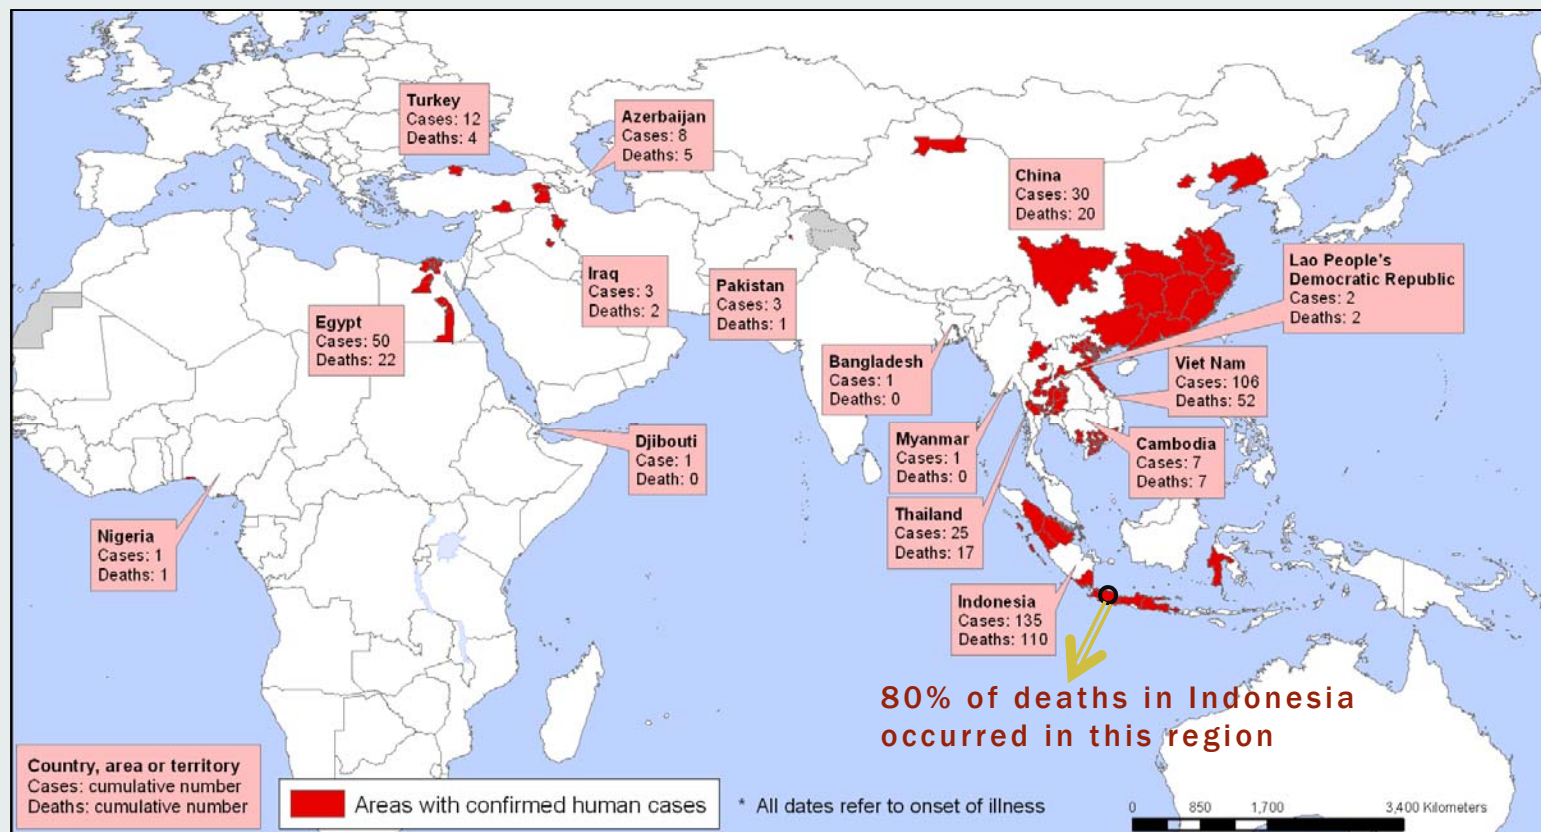 Turkey
Cases: 12
Deaths: 4
Azerbaijan
Cases: 8
Deaths: 5
China
Cases: 30
Deaths: 20
Lao People's
Democratic Republic
Cases: 2
Deaths: 2
Iraq
Cases: 3
Deaths: 2
Pakistan
Cases: 3
Deaths: 1
Egypt
Cases: 50
Deaths: 22
Bangladesh
Cases: 1
Deaths: 0
Viet Nam
Cases: 106
Deaths: 52
Djibouti
Case: 1
Death: 0
Myanmar
Cases: 1
Deaths: 0
Cambodia
Cases: 7
Deaths: 7
Nigeria
Cases: 1
Deaths: 1
Thailand
Cases: 25
Deaths: 17
Indonesia
Cases: 135
Deaths: 110
80% of deaths in Indonesia
occurred in this region
Country, area or territory
Cases: cumulative number
Deaths: cumulative number
Areas with confirmed human cases
* All dates refer to onset of illness
0 850 1,700 3,400 Kilometers